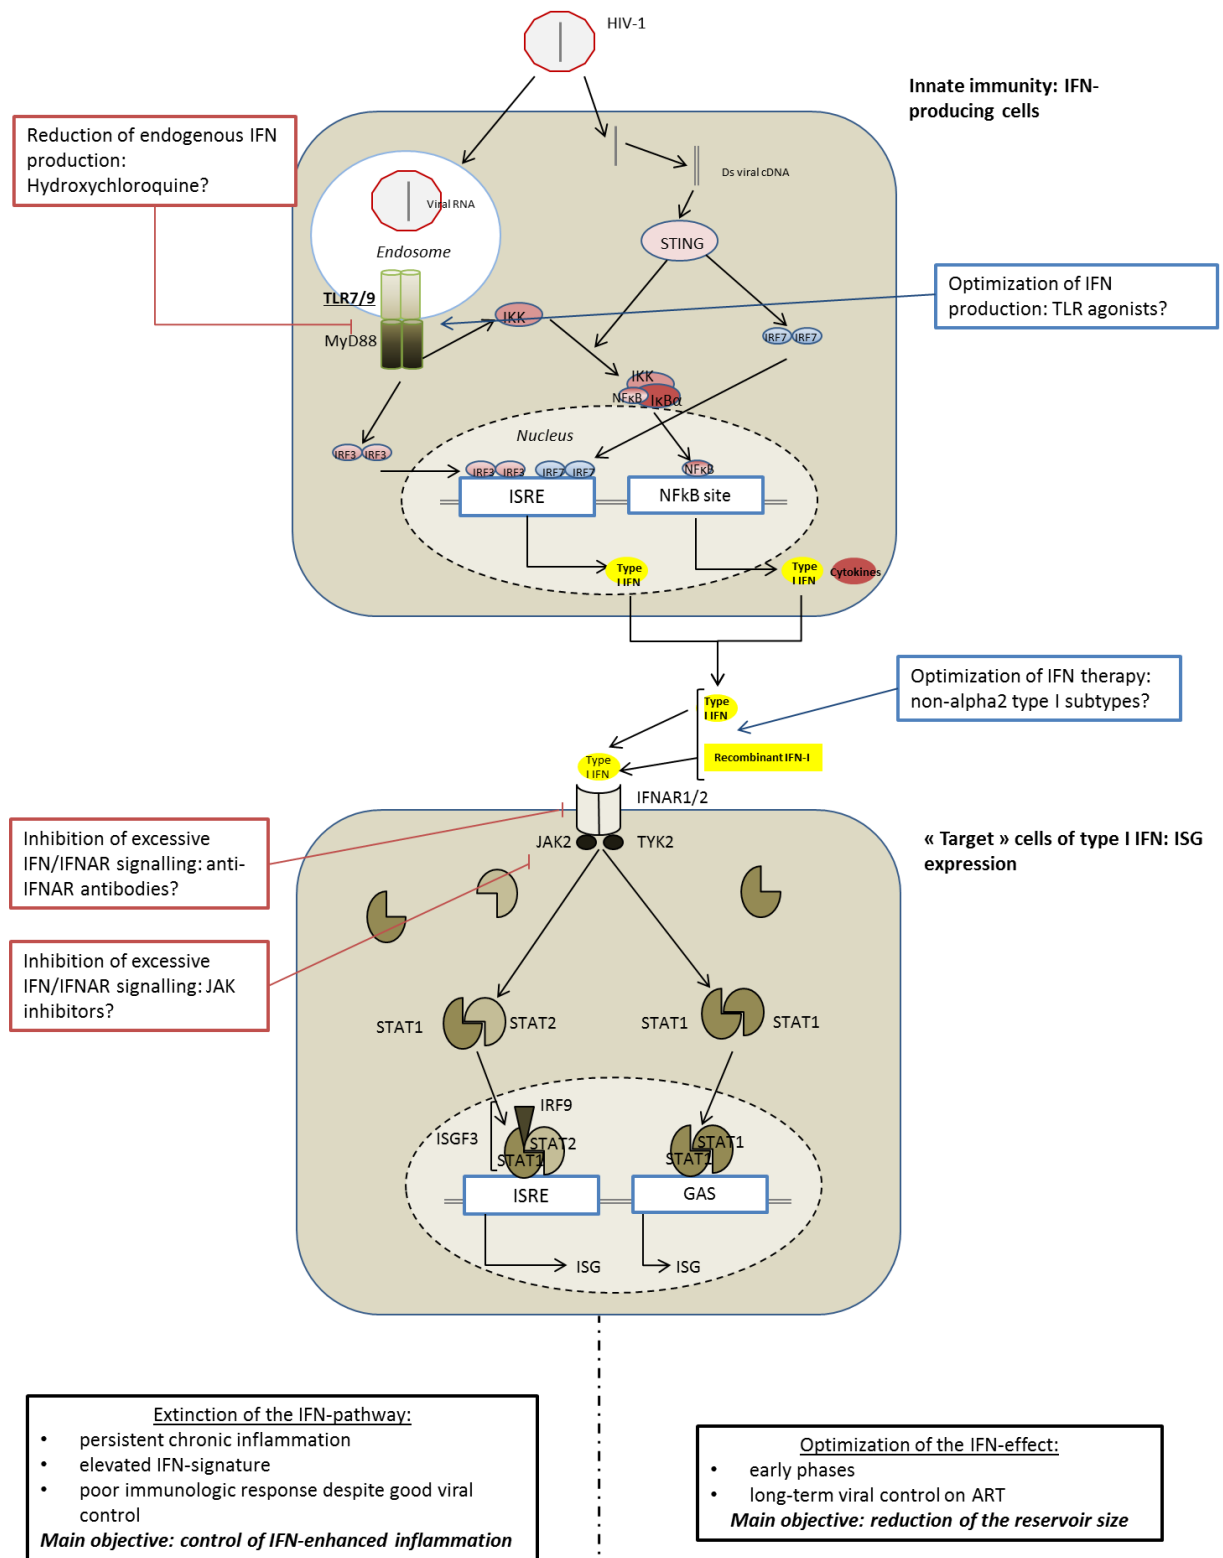 HIV-1
Innate immunity: IFN-
producing cells
Reduction of endogenous IFN
production:
Hydroxychloroquine?
Ds viral cDNA
Viral RNA
Endosome
STING
TLR7/9
MyD88
IKK
Optimization of IFN
production: TLR agonists?
IRF7 IRF7
IKK
NFκB IκBα
Nucleus
IRF3 IRF3
IRF3 IRF3 IRF7 IRF7
NFκB
ISRE
NFkB site
Type
I IFN
Type
I IFN
Cytokines
Optimization of IFN therapy:
non-alpha2 type I subtypes?
Type
I IFN
Recombinant IFN-I
Type
I IFN
IFNAR1/2
JAK2
TYK2
Inhibition of excessive
IFN/IFNAR signalling: anti-
IFNAR antibodies?
« Target » cells of type I IFN: ISG
expression
Inhibition of excessive
IFN/IFNAR signalling: JAK
inhibitors?
STAT1
STAT2
STAT1
STAT1
IRF9
ISGF3
STAT2
STAT1
STAT1
STAT1
ISRE
GAS
ISG
ISG
Extinction of the IFN-pathway:
• persistent chronic inflammation
• elevated IFN-signature
• poor immunologic response despite good viral
control
Main objective: control of IFN-enhanced inflammation
Optimization of the IFN-effect:
• early phases
• long-term viral control on ART
Main objective: reduction of the reservoir size